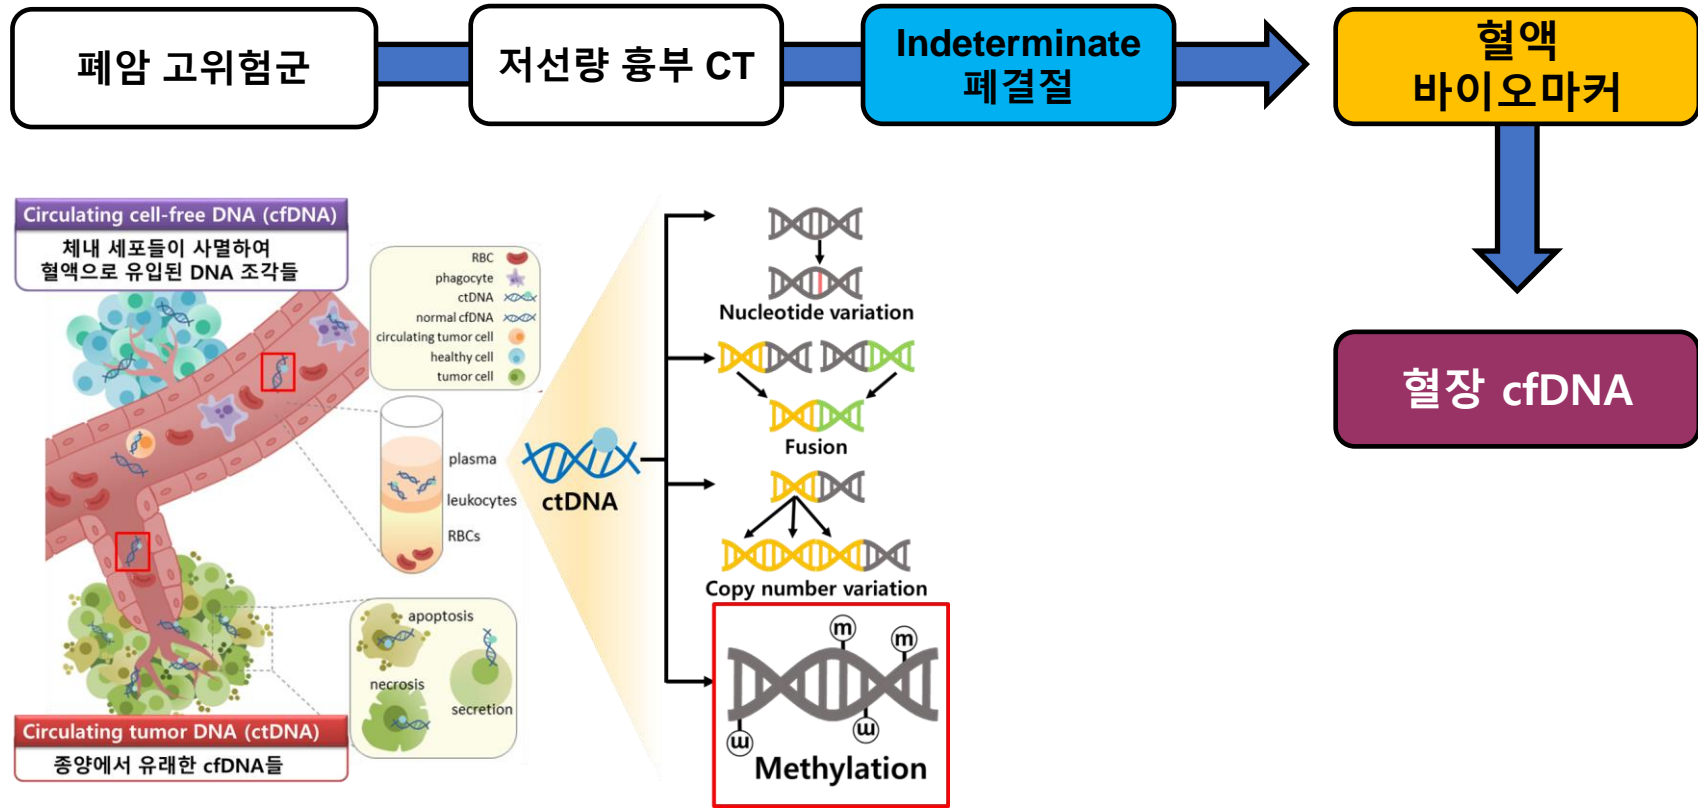 폐암 고위험군
저선량 흉부 CT
Indeterminate
폐결절
혈액
바이오마커
혈장 cfDNA
Circulating cell-free DNA (cfDNA)
체내 세포들이 사멸하여
혈액으로 유입된 DNA 조각들
RBC
phagocyte
ctDNA
normal cfDNA
circulating tumor cell
healthy cell
tumor cell
plasma
leukocytes
RBCs
apoptosis
necrosis
secretion
Circulating tumor DNA (ctDNA)
종양에서 유래한 cfDNA들
ctDNA
Nucleotide variation
Fusion
Copy number variation
m
m
m
m
Methylation